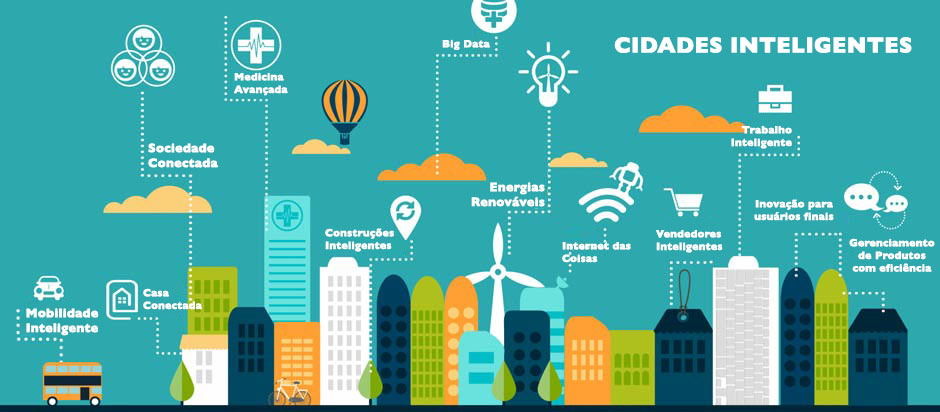 CIDADES INTELIGENTES
Big Data
Medicina
Avançada
Sociedade
Conectada
Trabalho
Inteligente
Energias
Renováveis
Construções
Inteligentes
Internet das
Coisas
Vendedores
Inteligentes
Inovação para
usuários finais
Gerenciamento
de Produtos
com eficiência
Casa
Conectada
Mobilidade
Inteligente